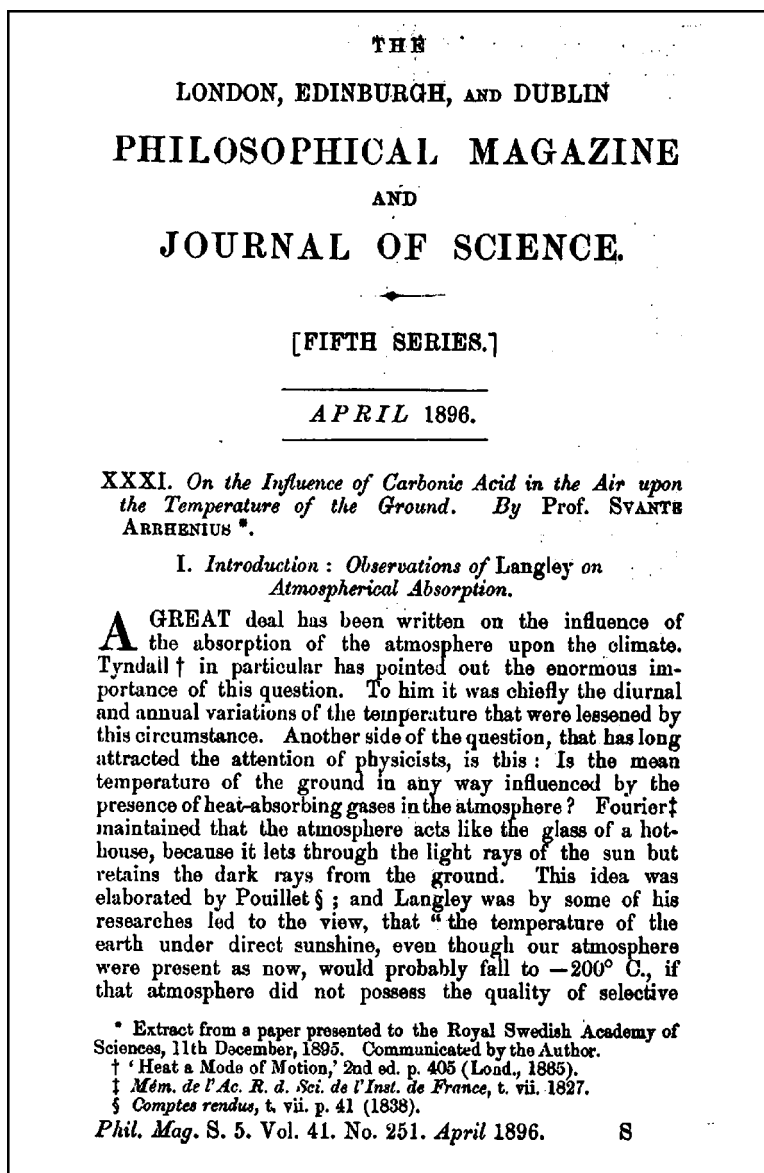 THE
LONDON, EDINBURGH, AND DUBLIN
PHILOSOPHICAL MAGAZINE
AND
JOURNAL OF SCIENCE.
[FIFTH SERIES.]
APRIL 1896.
XXXI. On the Influence of Carbonic Acid in the Air upon
the Temperature of the Ground. By Prof. SVANTE
ARRHENIUS *.
I. Introduction : Observations of Langley on
Atmospherical Absorption.
A GREAT deal has been written on the influence of
the absorption of the atmosphere upon the climate.
Tyndall † in particular has pointed out the enormous im-
portance of this question. To him it was chiefly the diurnal
and annual variations of the temperature that were lessened by
this circumstance. Another side of the question, that has long
attracted the attention of physicists, is this : Is the mean
temperature of the ground in any way influenced by the
presence of heat-absorbing gases in the atmosphere ? Fourier‡
maintained that the atmosphere acts like the glass of a hot-
house, because it lets through the light rays of the sun but
retains the dark rays from the ground. This idea was
elaborated by Pouillet § ; and Langley was by some of his
researches led to the view, that “ the temperature of the
earth under direct sunshine, even though our atmosphere
were present as now, would probably fall to —200° C., if
that atmosphere did not possess the quality of selective
* Extract from a paper presented to the Royal Swedish Academy of
Sciences, 11th December, 1895. Communicated by the Author.
† ‘ Heat a Mode of Motion,’ 2nd ed. p. 405 (Lond., 1865).
‡ Mém. de l’Ac. R. d. Sci. de l’Inst. de France, t. vii. 1827.
§ Comptes rendus, t. vii. p. 41 (1838).
Phil. Mag. S. 5. Vol. 41. No. 251. April 1896. S